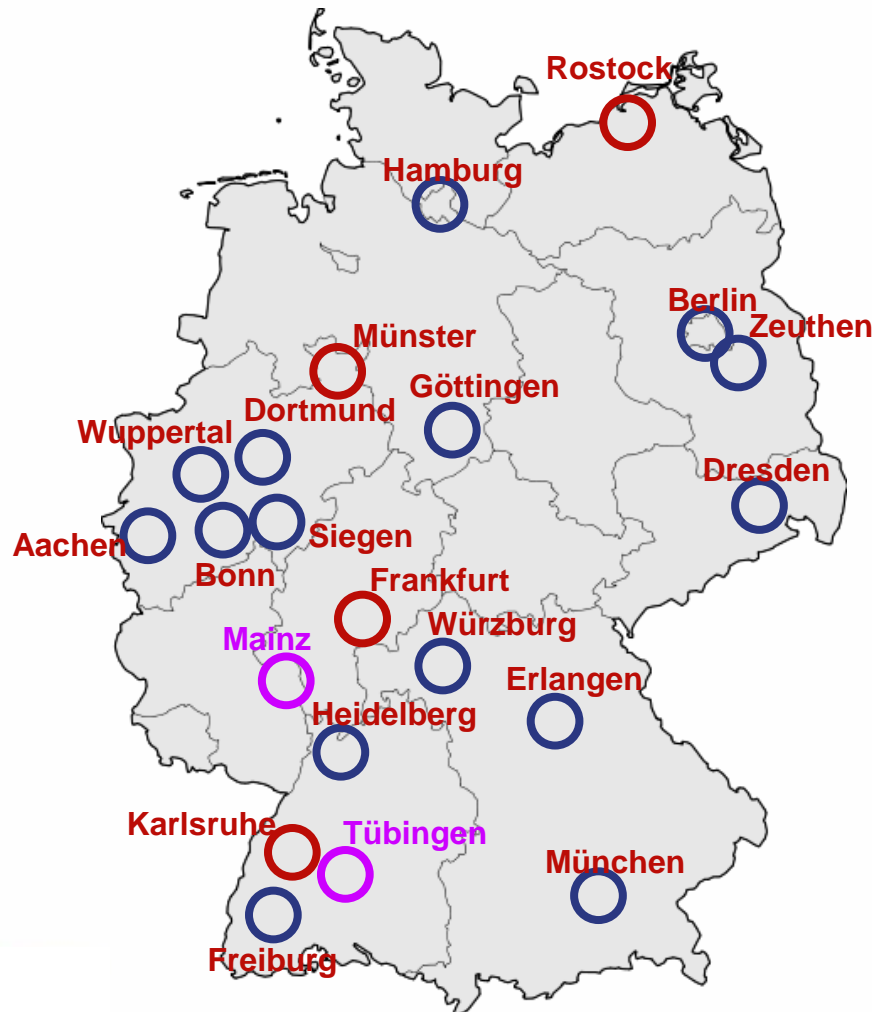 Rostock
Hamburg
Berlin
Zeuthen
Münster
Göttingen
Dortmund
Wuppertal
Dresden
Siegen
Aachen
Bonn
Frankfurt
Würzburg
Mainz
Erlangen
Heidelberg
Karlsruhe
Tübingen
München
Freiburg